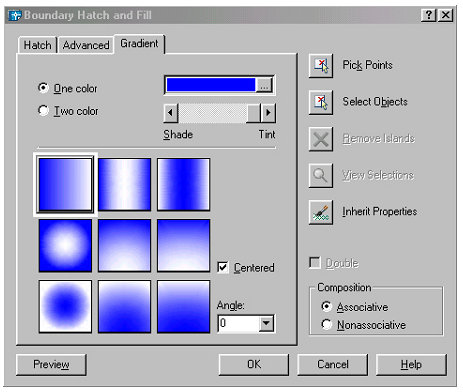 Boundary Hatch and Fill
Hatch Advanced Gradient
One color
...
Two color
Shade Tint
Centered
Angle:
0
Pick Points
Select Objects
Remove Islands
View Selections
Inherit Properties
Double
Composition
Associative
Nonassociative
Preview OK Cancel Help